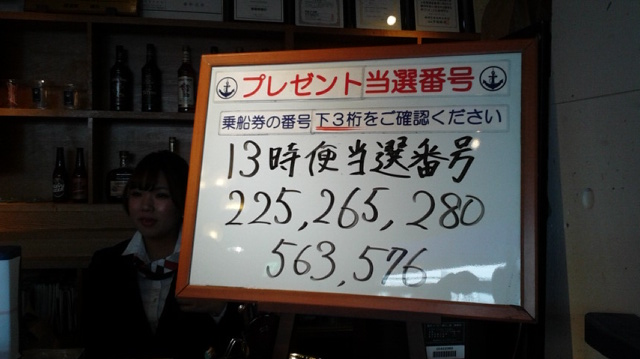 プレゼント当選番号
乗船券の番号下3桁をご確認ください
13時便当選番号
225,265,280
563,576